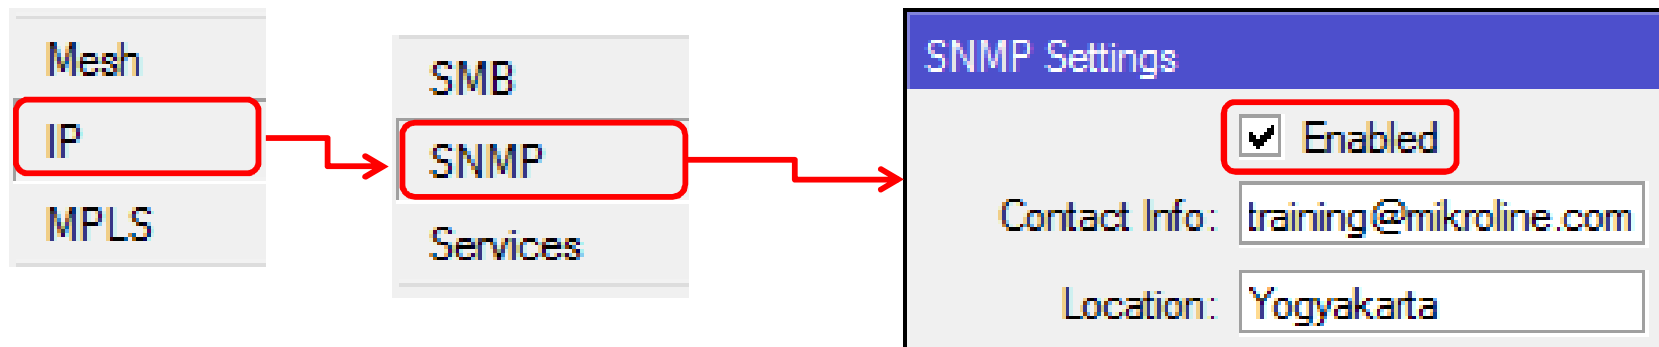 Mesh
IP
MPLS
SMB
SNMP
Services
SNMP Settings
Enabled
Contact Info: training@mikroline.com
Location: Yogyakarta